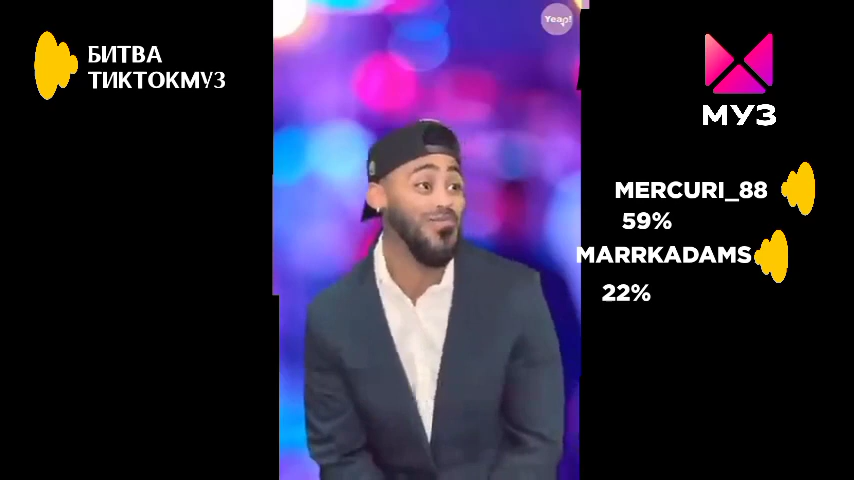 БИТВА
ТИКТОКМУЗ
Yeap!
МУЗ
MERCURI_88
59%
MARRKADAMS
22%